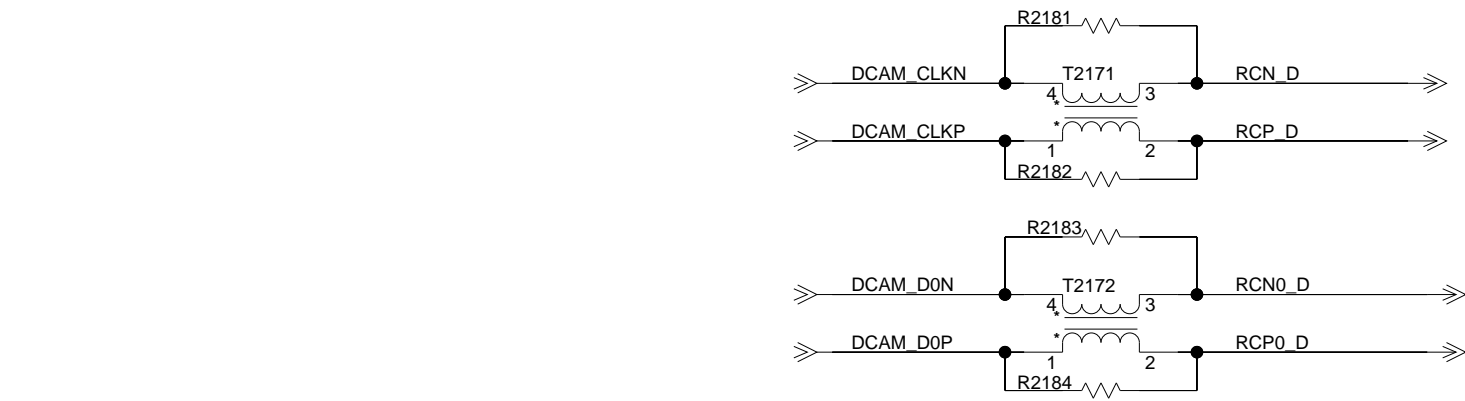 R2181
DCAM_CLKN
T2171
RCN_D
4
3
*
*
DCAM_CLKP
RCP_D
1
2
R2182
R2183
DCAM_D0N
T2172
RCN0_D
4
3
*
*
DCAM_D0P
RCP0_D
1
2
R2184